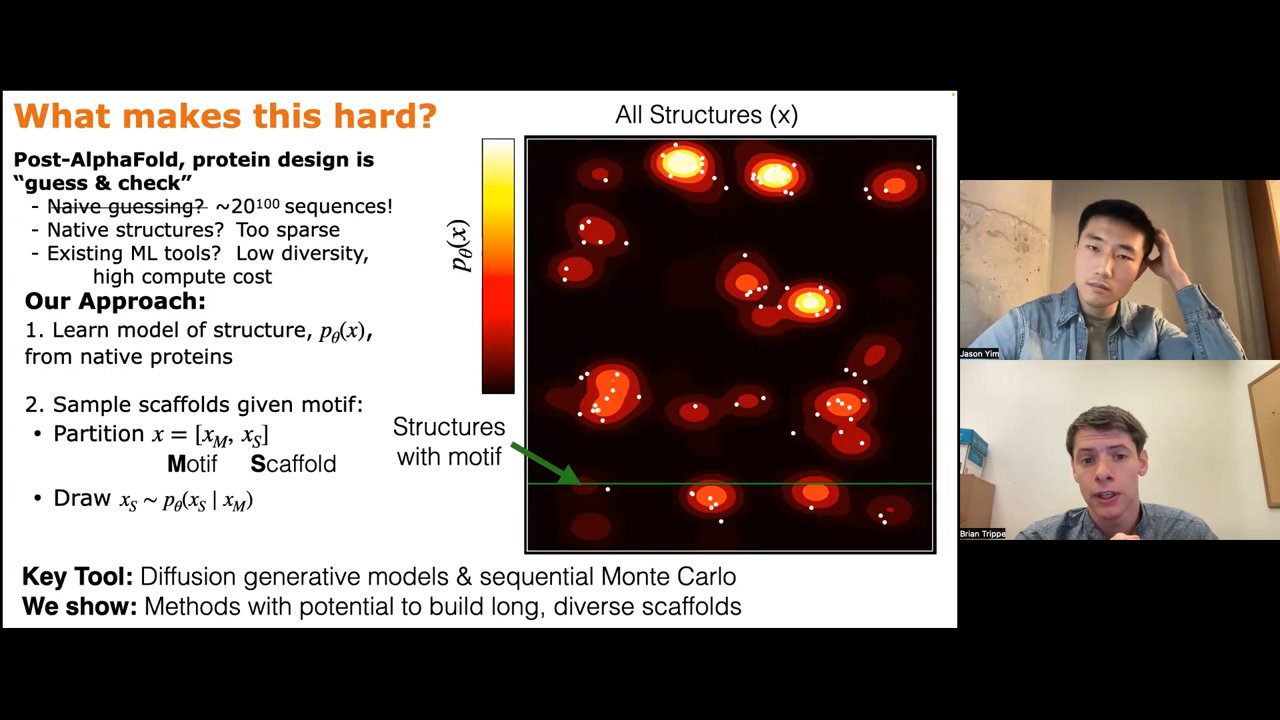 What makes this hard?
Post-AlphaFold, protein design is
“guess & check”
- Naive guessing? ~20¹⁰⁰ sequences!
- Native structures? Too sparse
- Existing ML tools? Low diversity,
high compute cost
Our Approach:
1. Learn model of structure, pθ(x),
from native proteins
2. Sample scaffolds given motif:
• Partition x = [xM, xS]
Motif Scaffold
• Draw xS ~ pθ(xS | xM)
All Structures (x)
pθ(x)
Structures
with motif
Key Tool: Diffusion generative models & sequential Monte Carlo
We show: Methods with potential to build long, diverse scaffolds
Jason Yim
Brian Trippe